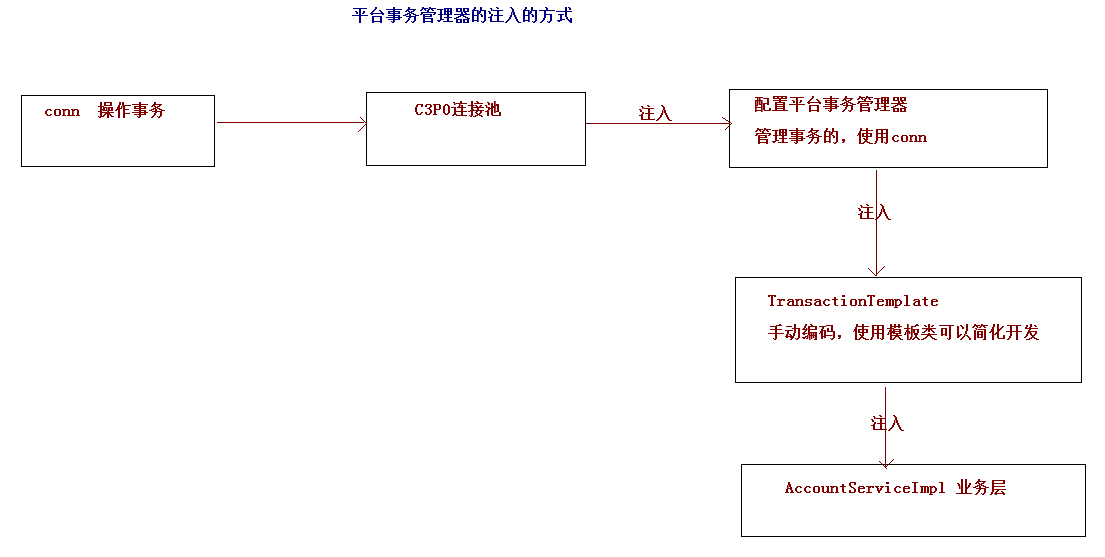 平台事务管理器的注入的方式
conn 操作事务
C3P0连接池
注入
配置平台事务管理器
管理事务的，使用conn
注入
TransactionTemplate
手动编码，使用模板类可以简化开发
注入
AccountServiceImpl 业务层